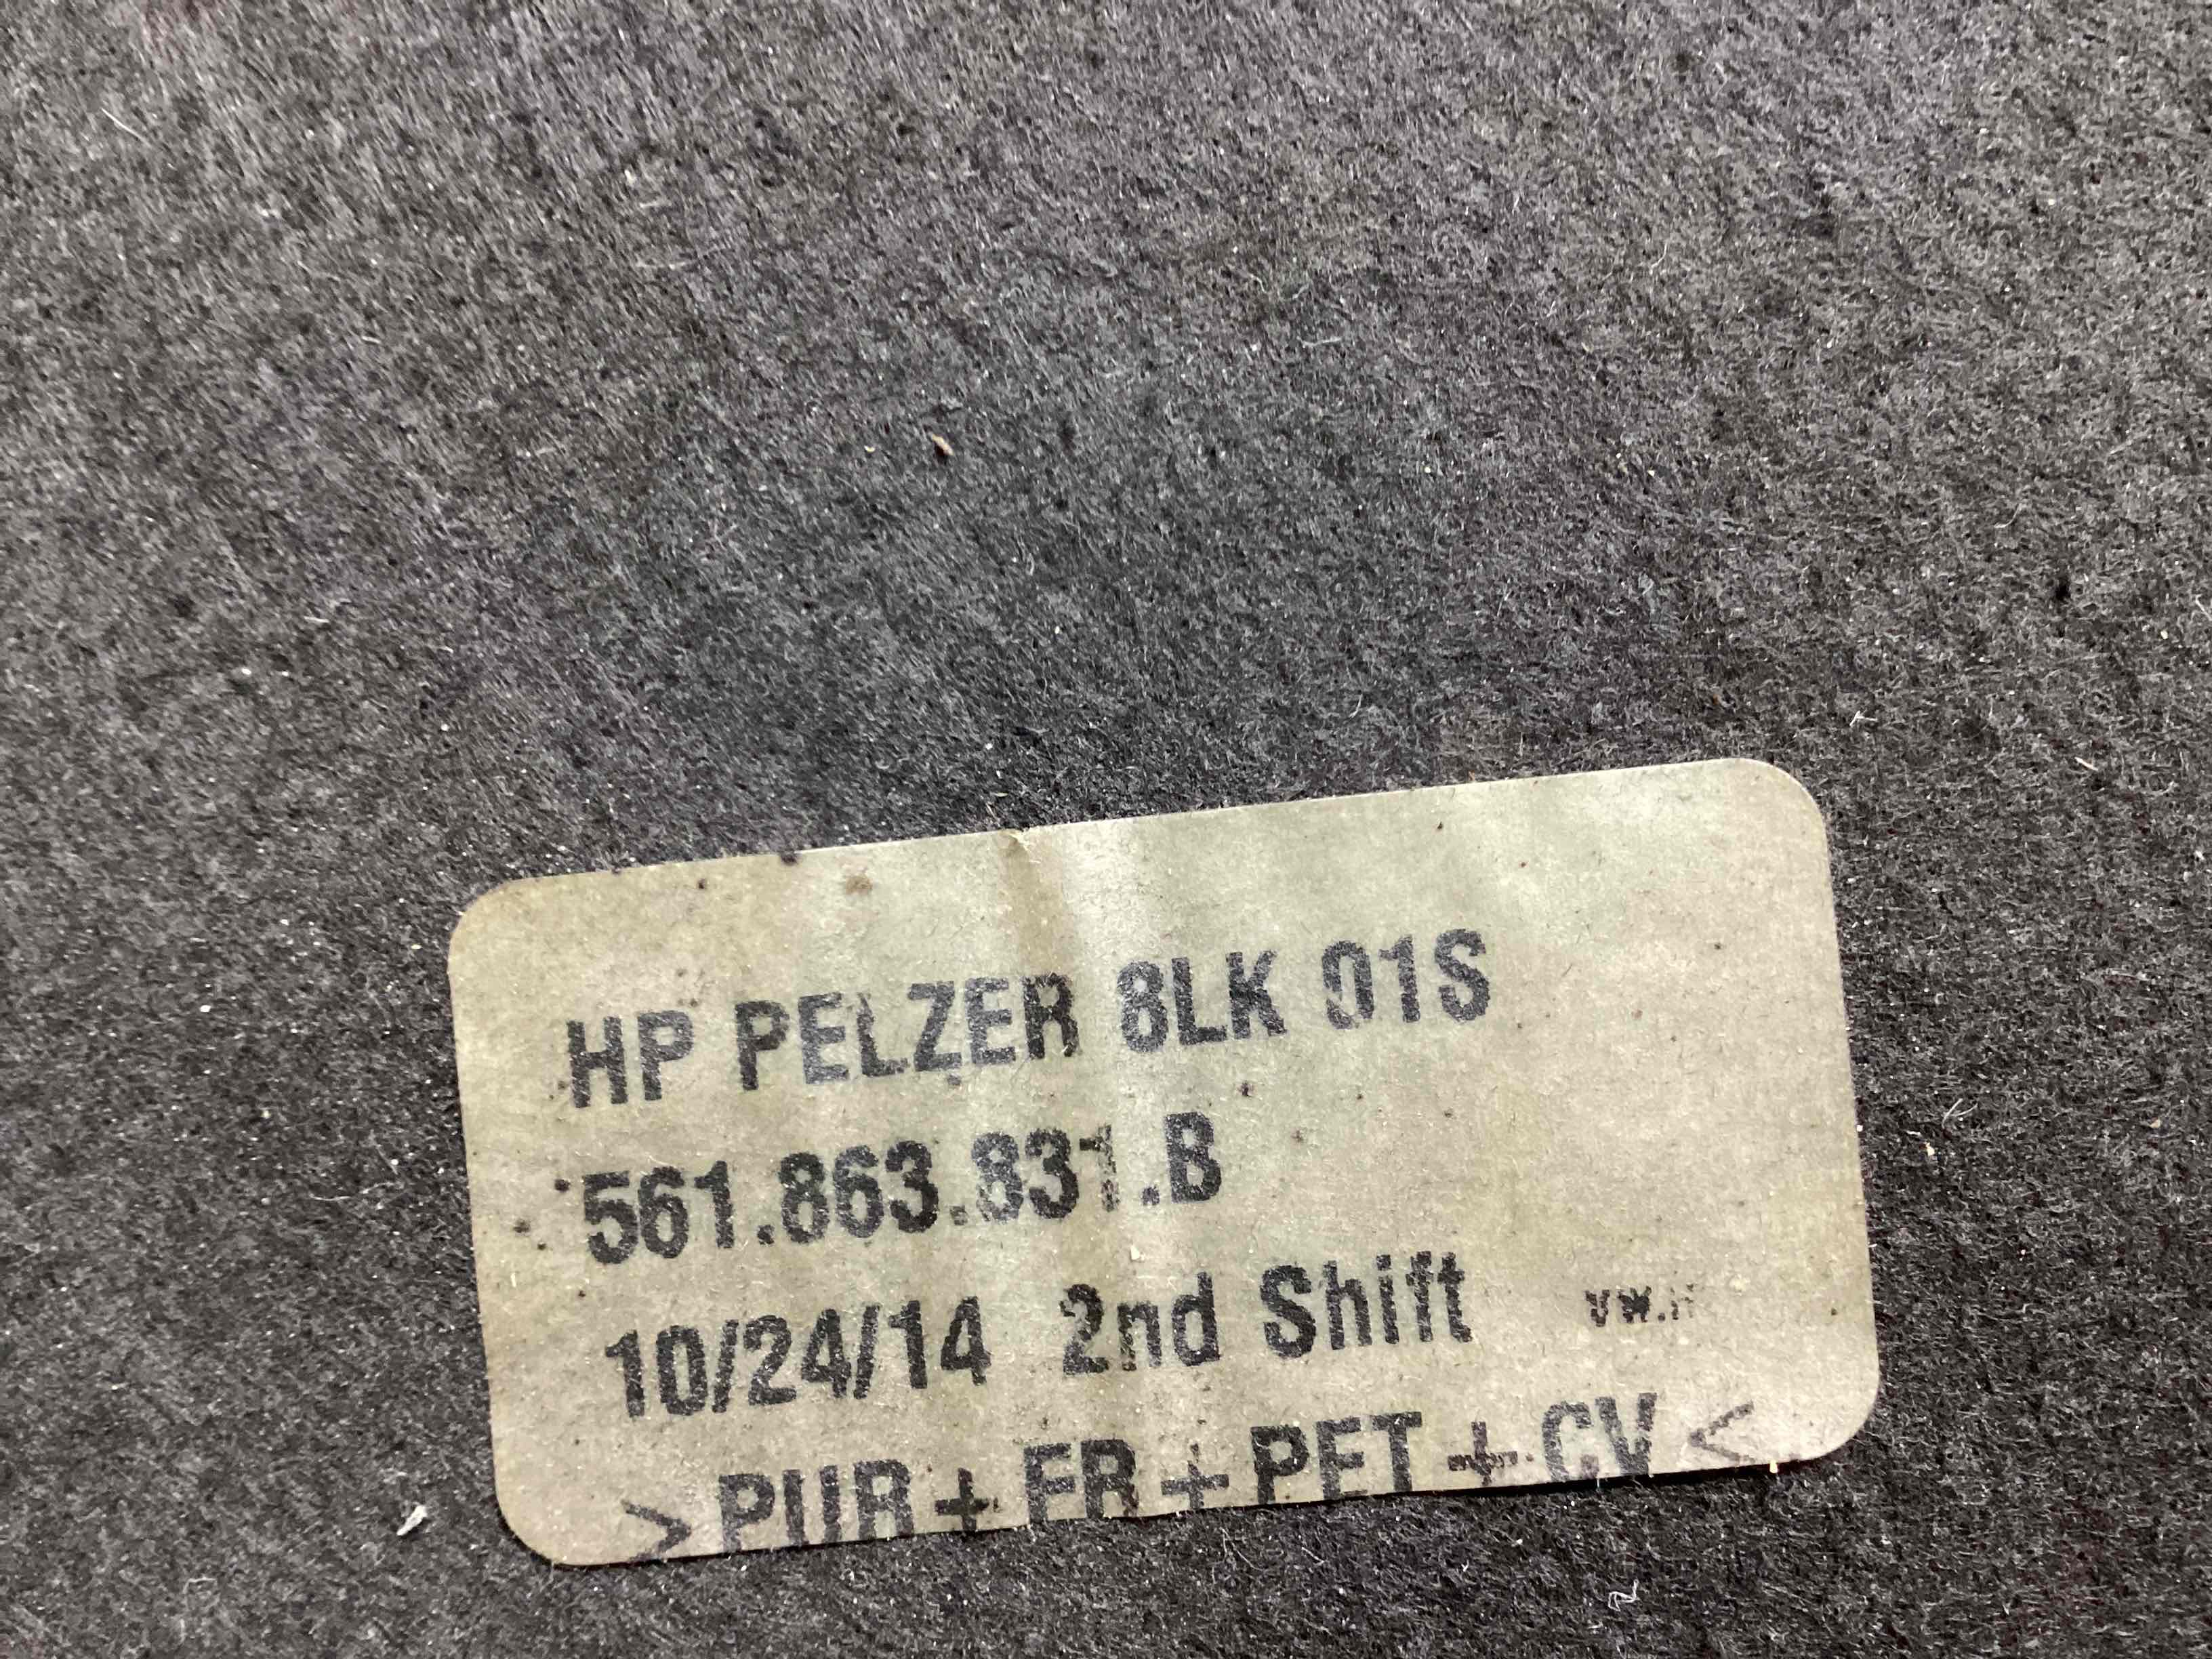 HP PELZER 8LK 01S
561.863.831.B
10/24/14 2nd Shift
>PUR+FR+PET+CV<